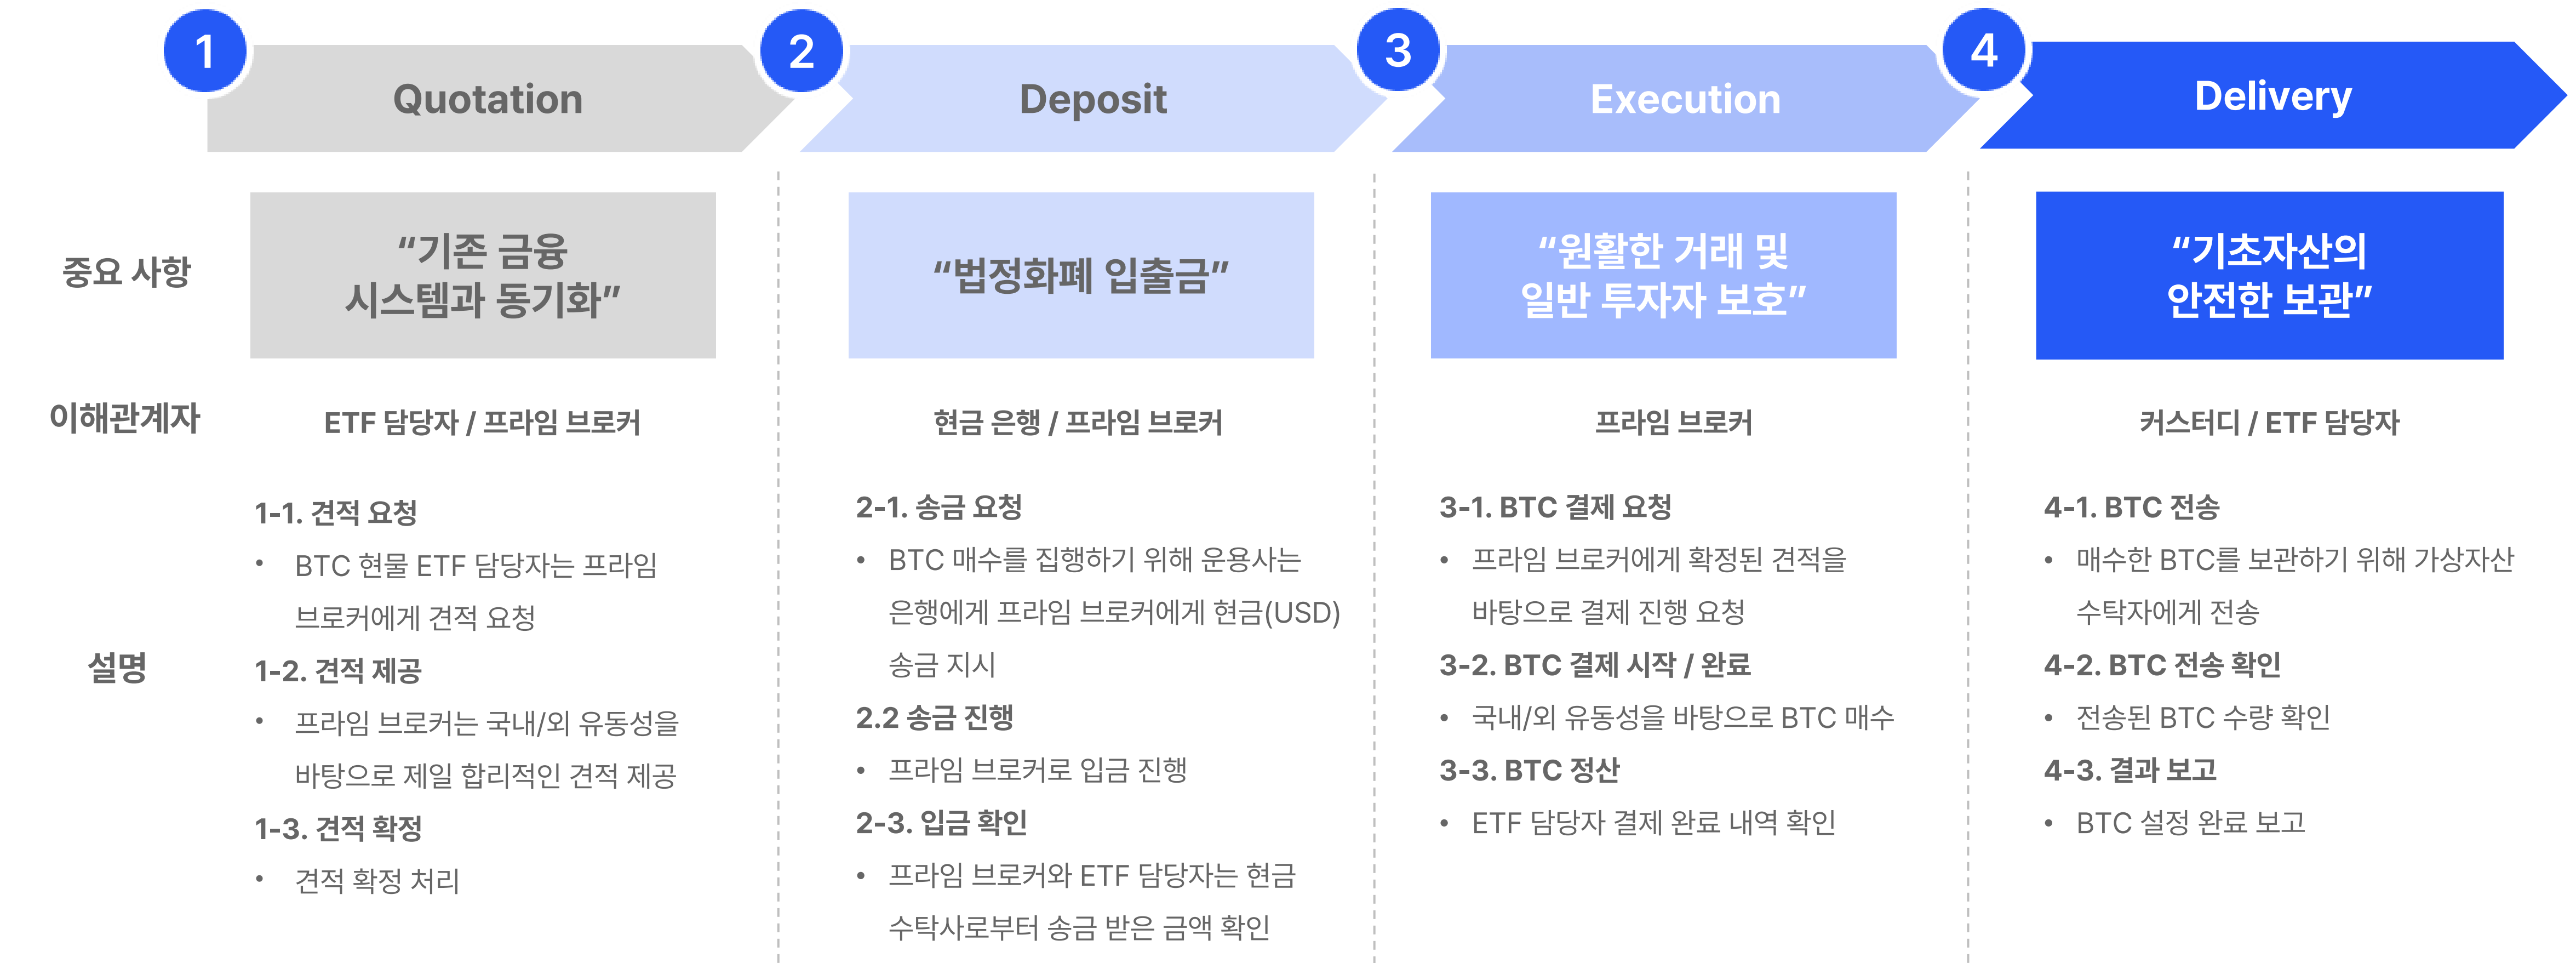 1
Quotation
2
Deposit
3
Execution
4
Delivery
중요 사항
“기존 금융
시스템과 동기화”
“법정화폐 입출금”
“원활한 거래 및
일반 투자자 보호”
“기초자산의
안전한 보관”
이해관계자
ETF 담당자 / 프라임 브로커
현금 은행 / 프라임 브로커
프라임 브로커
커스터디 / ETF 담당자
설명
1-1. 견적 요청
• BTC 현물 ETF 담당자는 프라임
브로커에게 견적 요청
1-2. 견적 제공
• 프라임 브로커는 국내/외 유동성을
바탕으로 제일 합리적인 견적 제공
1-3. 견적 확정
• 견적 확정 처리
2-1. 송금 요청
• BTC 매수를 집행하기 위해 운용사는
은행에게 프라임 브로커에게 현금(USD)
송금 지시
2.2 송금 진행
• 프라임 브로커로 입금 진행
2-3. 입금 확인
• 프라임 브로커와 ETF 담당자는 현금
수탁사로부터 송금 받은 금액 확인
3-1. BTC 결제 요청
• 프라임 브로커에게 확정된 견적을
바탕으로 결제 진행 요청
3-2. BTC 결제 시작 / 완료
• 국내/외 유동성을 바탕으로 BTC 매수
3-3. BTC 정산
• ETF 담당자 결제 완료 내역 확인
4-1. BTC 전송
• 매수한 BTC를 보관하기 위해 가상자산
수탁자에게 전송
4-2. BTC 전송 확인
• 전송된 BTC 수량 확인
4-3. 결과 보고
• BTC 설정 완료 보고